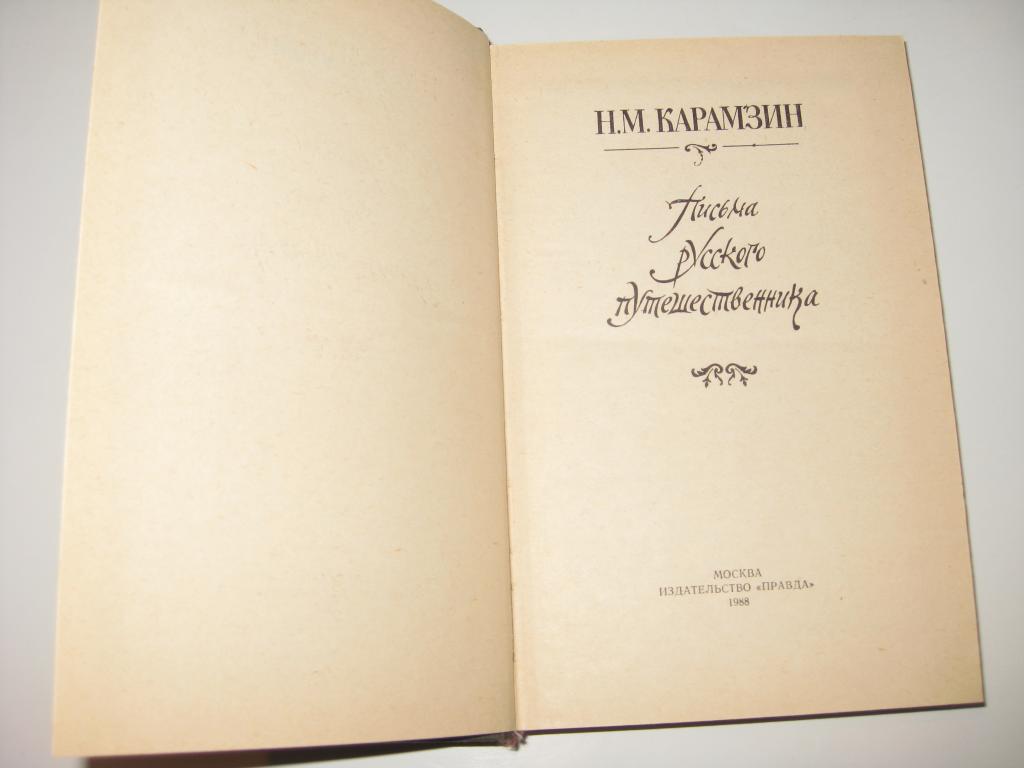 Н.М. КАРАМЗИН
Письма
русского
путешественника
МОСКВА
ИЗДАТЕЛЬСТВО «ПРАВДА»
1988